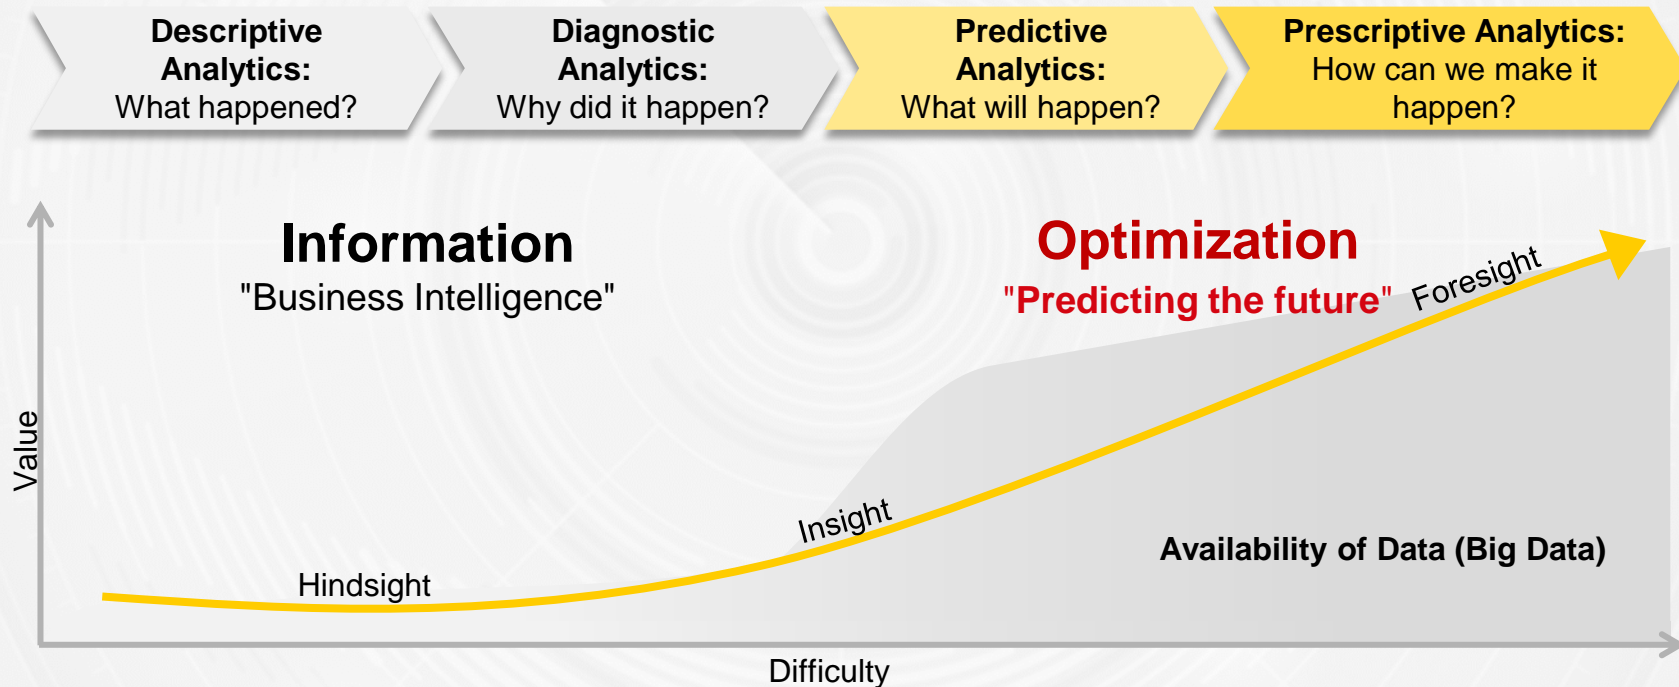 Descriptive
Analytics:
What happened?
Diagnostic
Analytics:
Why did it happen?
Predictive
Analytics:
What will happen?
Prescriptive Analytics:
How can we make it
happen?
Information
"Business Intelligence"
Optimization
"Predicting the future"
Foresight
Value
Insight
Availability of Data (Big Data)
Hindsight
Difficulty